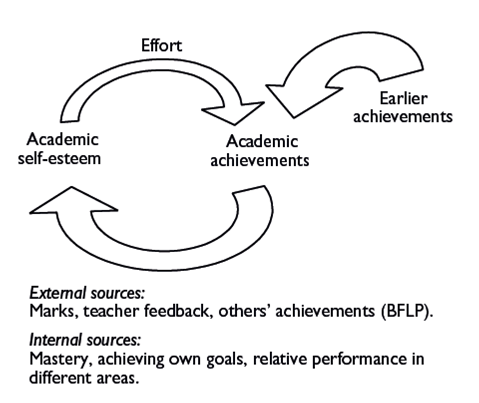 Effort
Earlier
achievements
Academic
self-esteem
Academic
achievements
External sources:
Marks, teacher feedback, others' achievements (BFLP).
Internal sources:
Mastery, achieving own goals, relative performance in
different areas.